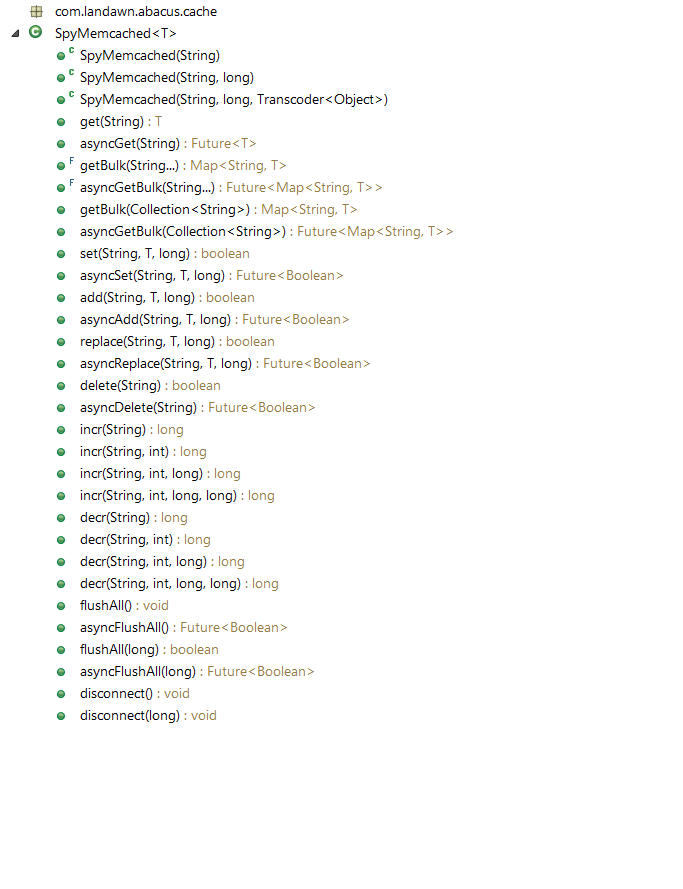 com.landawn.abacus.cache
C SpyMemcached<T>
C SpyMemcached(String)
C SpyMemcached(String, long)
C SpyMemcached(String, long, Transcoder<Object>)
get(String) : T
asyncGet(String) : Future<T>
F getBulk(String...) : Map<String, T>
F asyncGetBulk(String...) : Future<Map<String, T>>
getBulk(Collection<String>) : Map<String, T>
asyncGetBulk(Collection<String>) : Future<Map<String, T>>
set(String, T, long) : boolean
asyncSet(String, T, long) : Future<Boolean>
add(String, T, long) : boolean
asyncAdd(String, T, long) : Future<Boolean>
replace(String, T, long) : boolean
asyncReplace(String, T, long) : Future<Boolean>
delete(String) : boolean
asyncDelete(String) : Future<Boolean>
incr(String) : long
incr(String, int) : long
incr(String, int, long) : long
incr(String, int, long, long) : long
decr(String) : long
decr(String, int) : long
decr(String, int, long) : long
decr(String, int, long, long) : long
flushAll() : void
asyncFlushAll() : Future<Boolean>
flushAll(long) : boolean
asyncFlushAll(long) : Future<Boolean>
disconnect() : void
disconnect(long) : void